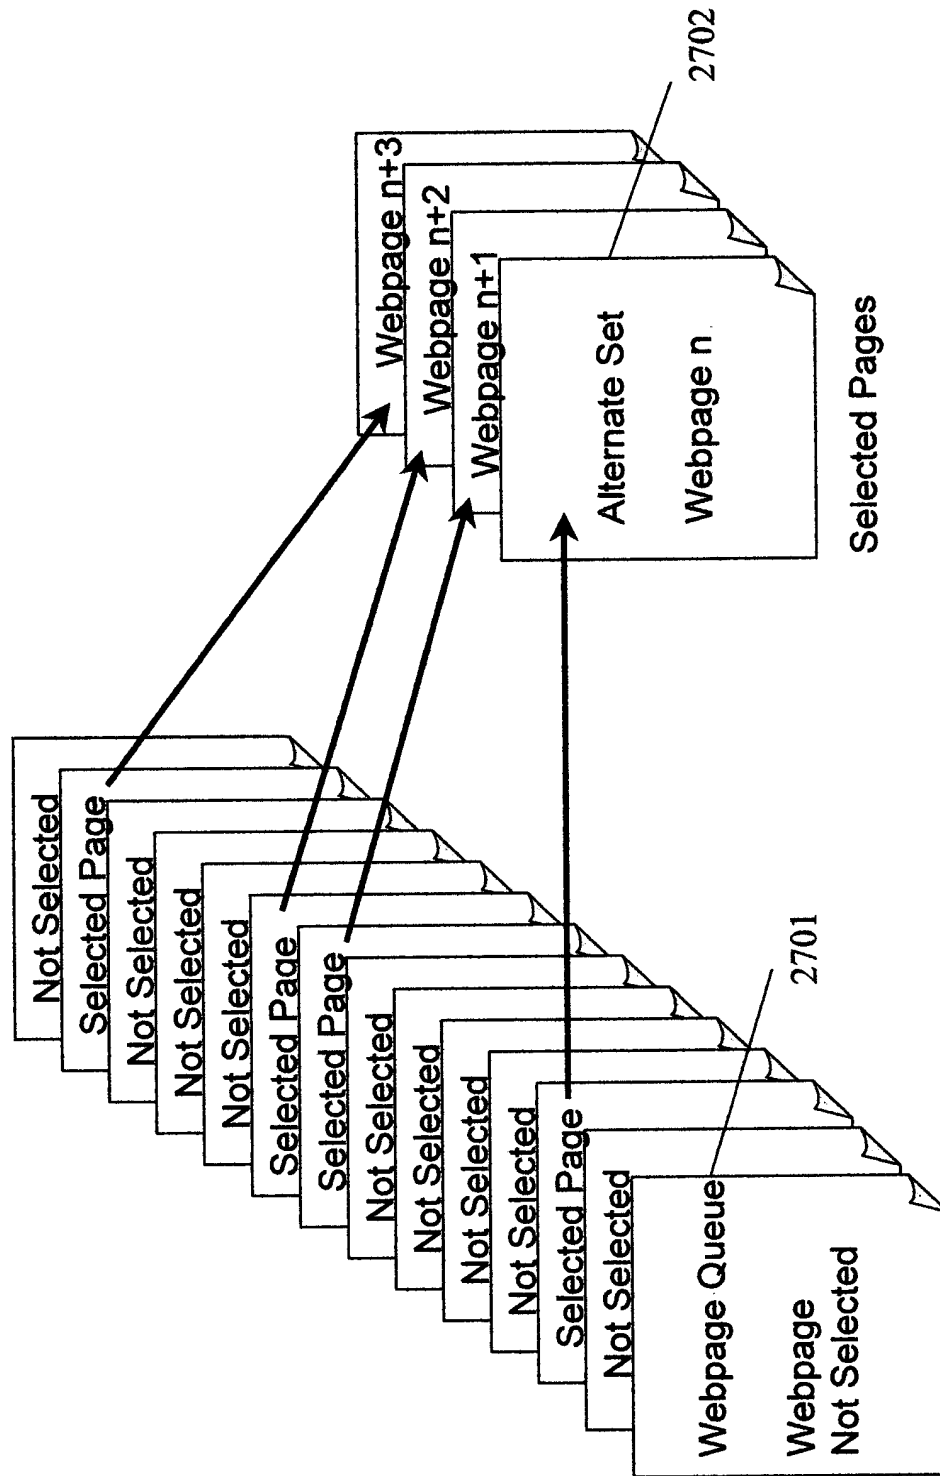 Not Selected
Selected Page
Not Selected
Not Selected
Not Selected
Selected Page
Selected Page
Not Selected
Not Selected
Not Selected
Not Selected
Selected Page
Not Selected
Webpage Queue
Webpage
Not Selected
2701
Webpage n+3
Webpage n+2
Webpage n+1
Alternate Set
Webpage n
2702
Selected Pages